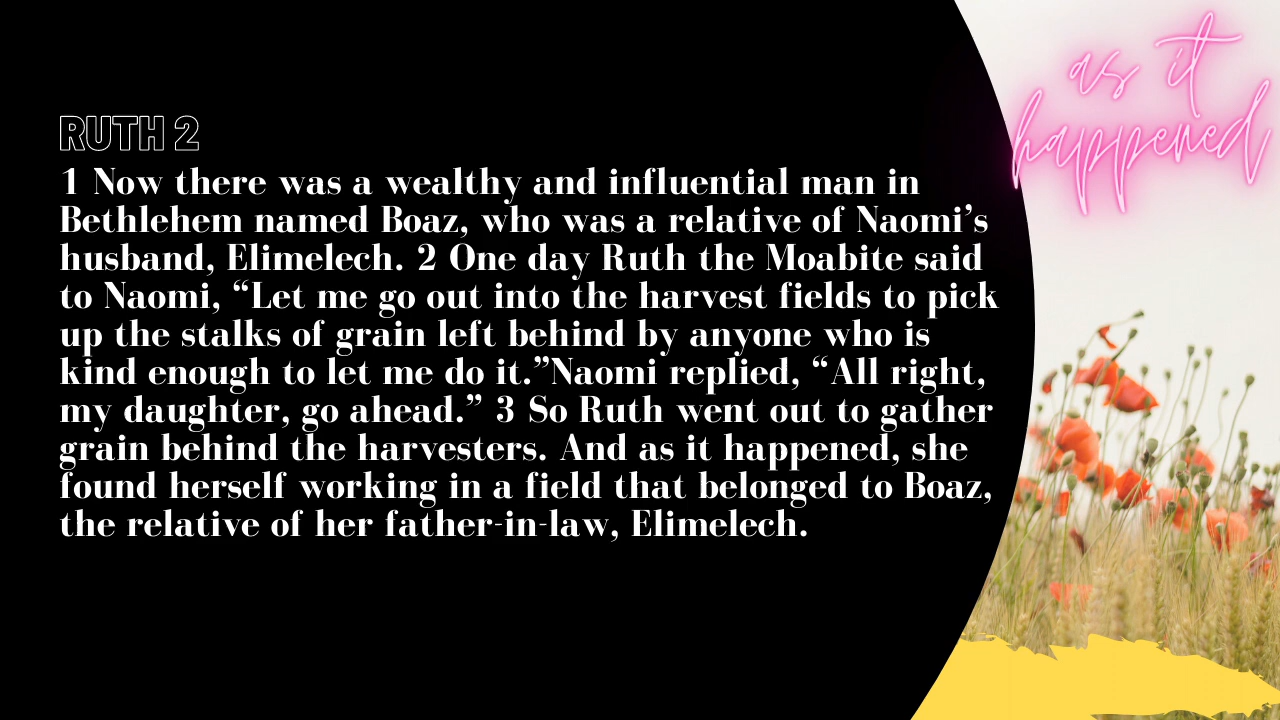 as it
happened
RUTH 2
1 Now there was a wealthy and influential man in
Bethlehem named Boaz, who was a relative of Naomi’s
husband, Elimelech. 2 One day Ruth the Moabite said
to Naomi, “Let me go out into the harvest fields to pick
up the stalks of grain left behind by anyone who is
kind enough to let me do it.”Naomi replied, “All right,
my daughter, go ahead.” 3 So Ruth went out to gather
grain behind the harvesters. And as it happened, she
found herself working in a field that belonged to Boaz,
the relative of her father-in-law, Elimelech.